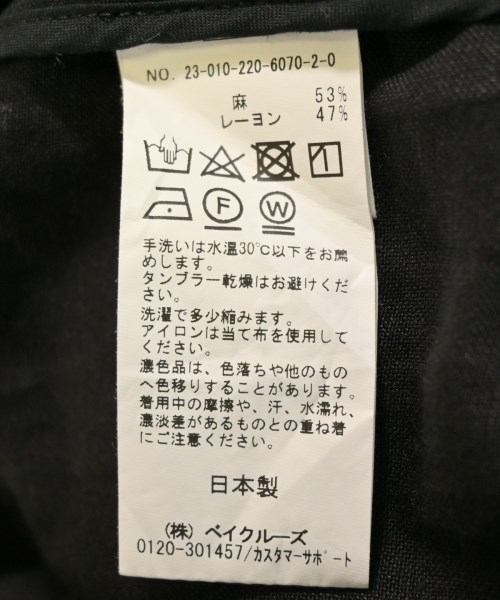 NO. 23-010-220-6070-2-0
麻 53%
レーヨン 47%
F
W
手洗いは水温30℃以下をお薦
めします。
タンブラー乾燥はお避けくだ
さい。
洗濯で多少縮みます。
アイロンは当て布を使用して
ください。
濃色品は、色落ちや他のもの
へ色移りすることがあります。
着用中の摩擦や、汗、水濡れ、
濃淡差があるものとの重ね着
にご注意ください。
日本製
(株) ベイクルーズ
0120-301457/カスタマーサポート